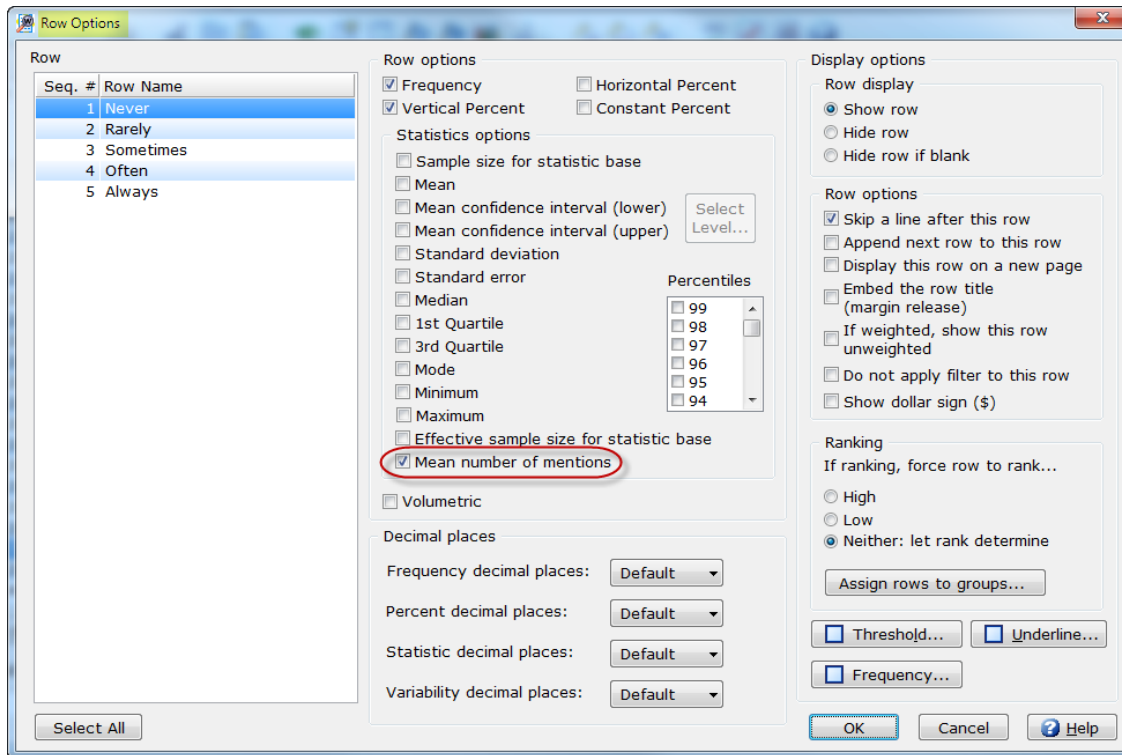 Row Options
Row
Seq. # Row Name
1 Never
2 Rarely
3 Sometimes
4 Often
5 Always
Select All
Row options
Frequency
Horizontal Percent
Vertical Percent
Constant Percent
Statistics options
Sample size for statistic base
Mean
Mean confidence interval (lower)
Mean confidence interval (upper)
Select
Level...
Standard deviation
Standard error
Median
1st Quartile
3rd Quartile
Mode
Minimum
Maximum
Effective sample size for statistic base
Mean number of mentions
Percentiles
99
98
97
96
95
94
Volumetric
Decimal places
Frequency decimal places: Default
Percent decimal places: Default
Statistic decimal places: Default
Variability decimal places: Default
Display options
Row display
Show row
Hide row
Hide row if blank
Row options
Skip a line after this row
Append next row to this row
Display this row on a new page
Embed the row title
(margin release)
If weighted, show this row
unweighted
Do not apply filter to this row
Show dollar sign ($)
Ranking
If ranking, force row to rank...
High
Low
Neither: let rank determine
Assign rows to groups...
Threshold...
Underline...
Frequency...
OK
Cancel
Help